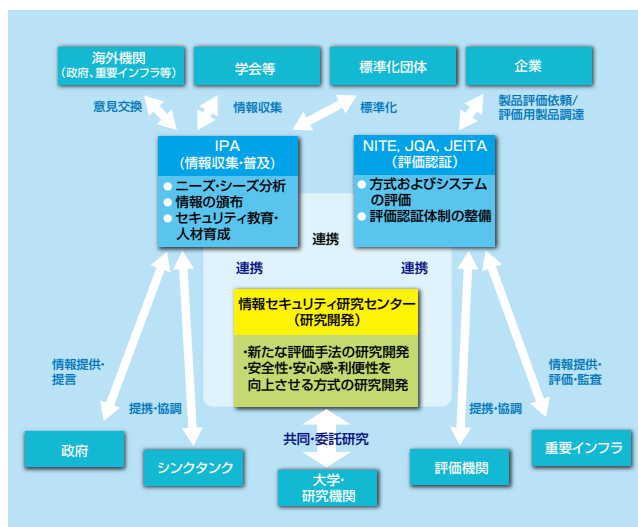 海外機関
(政府、重要インフラ等)
学会等
標準化団体
企業
意見交換
情報収集
標準化
製品評価依頼/
評価用製品調達
IPA
(情報収集・普及)
●ニーズ・シーズ分析
●情報の頒布
●セキュリティ教育・
人材育成
NITE, JQA, JEITA
(評価認証)
●方式およびシステム
の評価
●評価認証体制の整備
連携
連携
連携
情報セキュリティ研究センター
(研究開発)
・新たな評価手法の研究開発
・安全性・安心感・利便性を
向上させる方式の研究開発
情報提供・
提言
提携・協調
共同・委託研究
提携・協調
情報提供・
評価・監査
政府
シンクタンク
大学・
研究機関
評価機関
重要インフラ